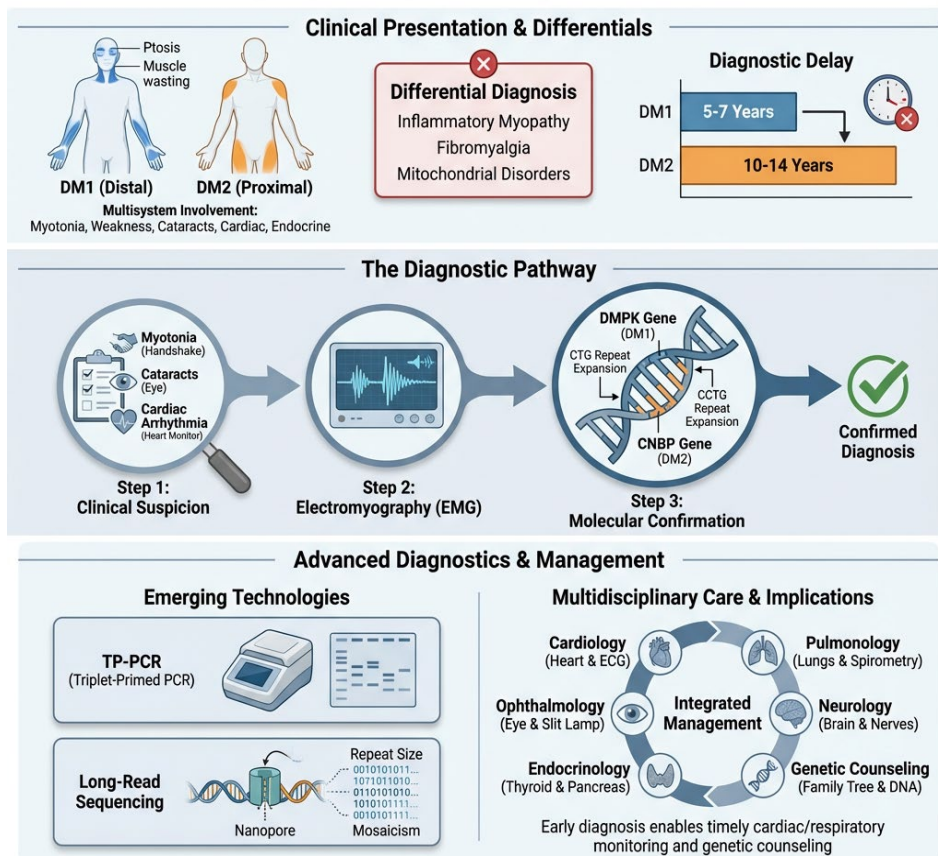 Clinical Presentation & Differentials
Ptosis
Muscle
wasting
DM1 (Distal)
DM2 (Proximal)
Multisystem Involvement:
Myotonia, Weakness, Cataracts, Cardiac, Endocrine
Differential Diagnosis
Inflammatory Myopathy
Fibromyalgia
Mitochondrial Disorders
Diagnostic Delay
DM1
5-7 Years
DM2
10-14 Years
The Diagnostic Pathway
Myotonia
(Handshake)
Cataracts
(Eye)
Cardiac
Arrhythmia
(Heart Monitor)
Step 1:
Clinical Suspicion
Step 2:
Electromyography (EMG)
DMPK Gene
(DM1)
CTG Repeat
Expansion
CCTG
Repeat
Expansion
CNBP Gene
(DM2)
Step 3:
Molecular Confirmation
Confirmed
Diagnosis
Advanced Diagnostics & Management
Emerging Technologies
TP-PCR
(Triplet-Primed PCR)
Long-Read
Sequencing
Nanopore
Repeat Size
0010101011...
1071011010...
0110101010...
1010101111...
0010101111...
Mosaicism
Multidisciplinary Care & Implications
Cardiology
(Heart & ECG)
Pulmonology
(Lungs & Spirometry)
Ophthalmology
(Eye & Slit Lamp)
Integrated
Management
Neurology
(Brain & Nerves)
Endocrinology
(Thyroid & Pancreas)
Genetic Counseling
(Family Tree & DNA)
Early diagnosis enables timely cardiac/respiratory
monitoring and genetic counseling